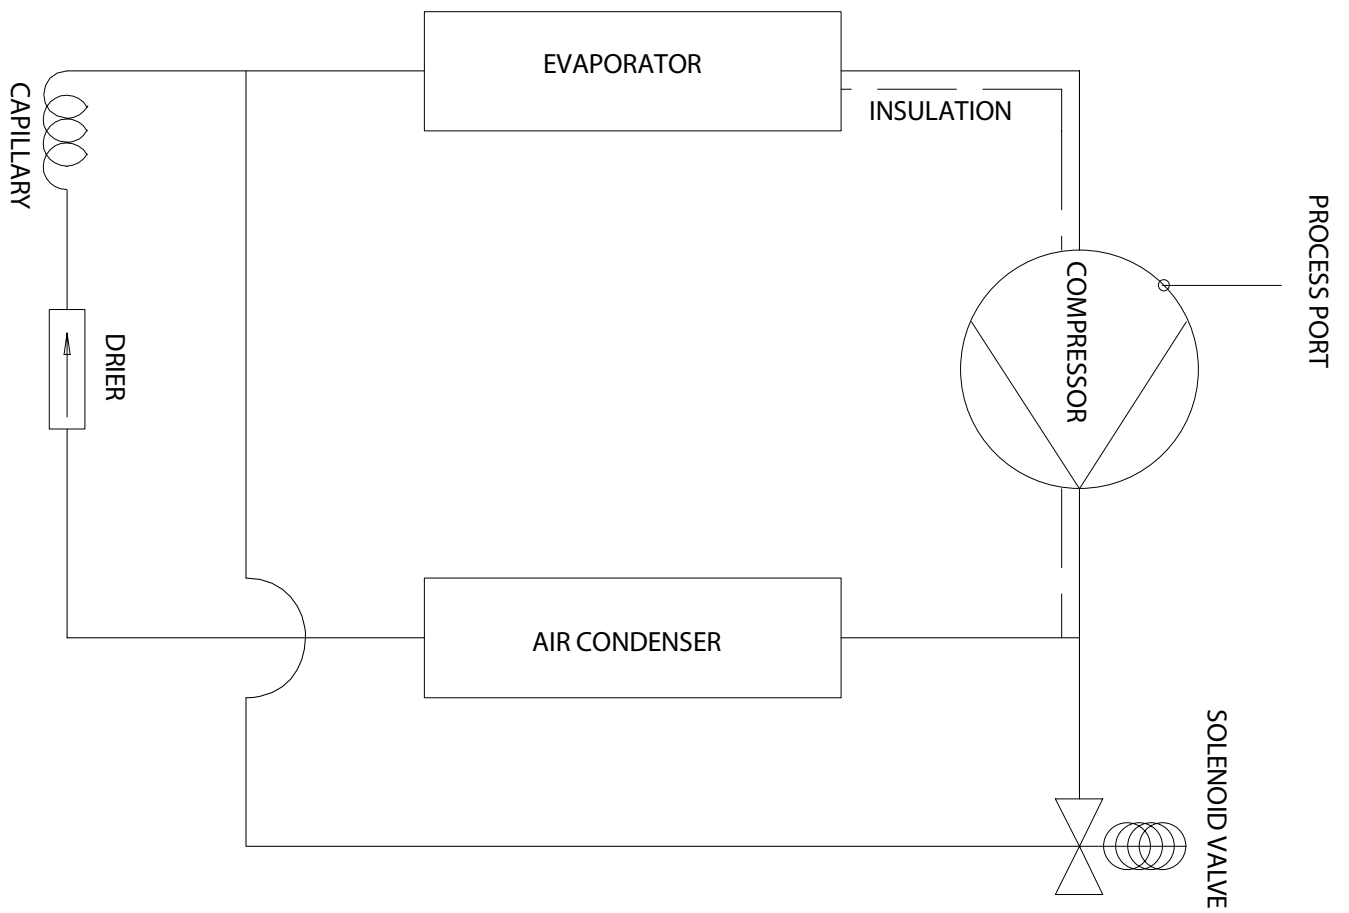 EVAPORATOR
INSULATION
CAPILLARY
PROCESS PORT
COMPRESSOR
DRIER
AIR CONDENSER
SOLENOID VALVE